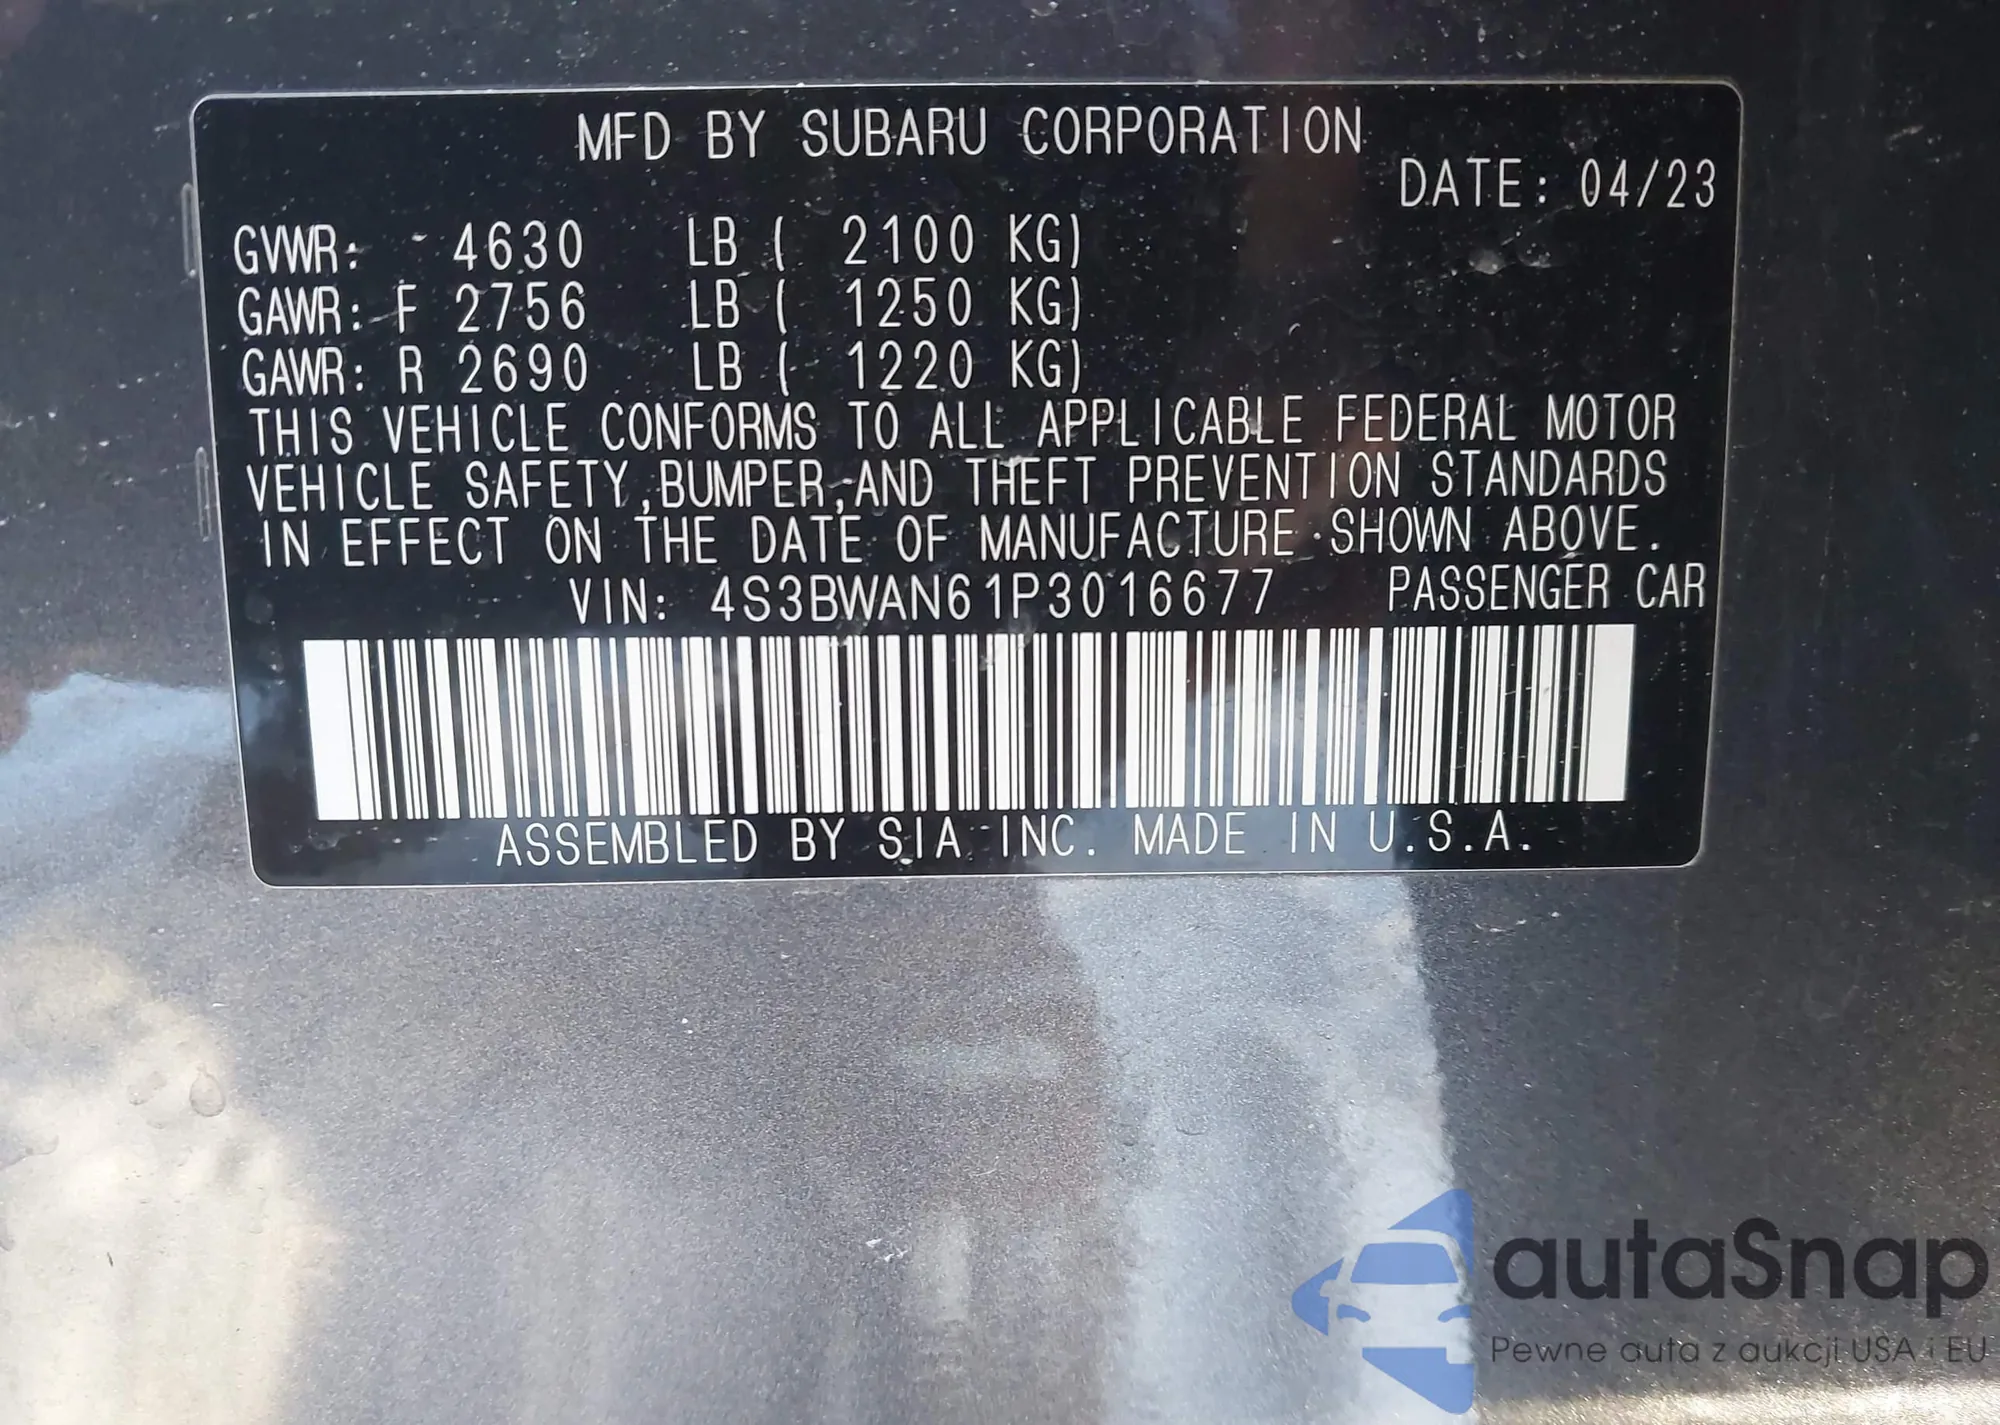 MFD BY SUBARU CORPORATION
DATE: 04/23
GVWR: 4630 LB ( 2100 KG)
GAWR: F 2756 LB ( 1250 KG)
GAWR: R 2690 LB ( 1220 KG)
THIS VEHICLE CONFORMS TO ALL APPLICABLE FEDERAL MOTOR
VEHICLE SAFETY,BUMPER,AND THEFT PREVENTION STANDARDS
IN EFFECT ON THE DATE OF MANUFACTURE SHOWN ABOVE.
VIN: 4S3BWAN61P3016677 PASSENGER CAR
ASSEMBLED BY SIA INC. MADE IN U.S.A.
autaSnap
Pewne auta z aukcji USA i EU